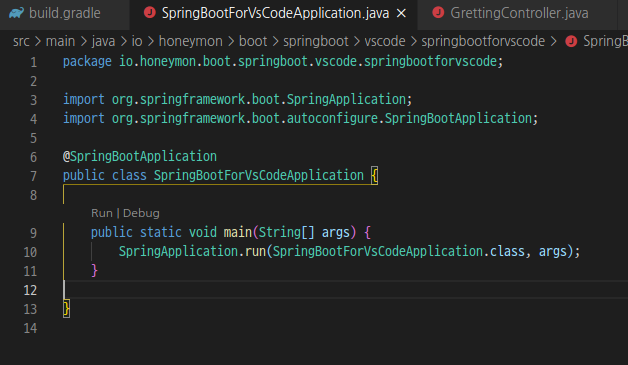 build.gradle SpringBootForVsCodeApplication.java × GrettingController.java
src > main > java > io > honeymon > boot > springboot > vscode > springbootforvscode > SpringB
1 package io.honeymon.boot.springboot.vscode.springbootforvscode;
2
3 import org.springframework.boot.SpringApplication;
4 import org.springframework.boot.autoconfigure.SpringBootApplication;
5
6 @SpringBootApplication
7 public class SpringBootForVsCodeApplication {
8
Run | Debug
9 public static void main(String[] args) {
10 SpringApplication.run(SpringBootForVsCodeApplication.class, args);
11 }
12
13 }
14